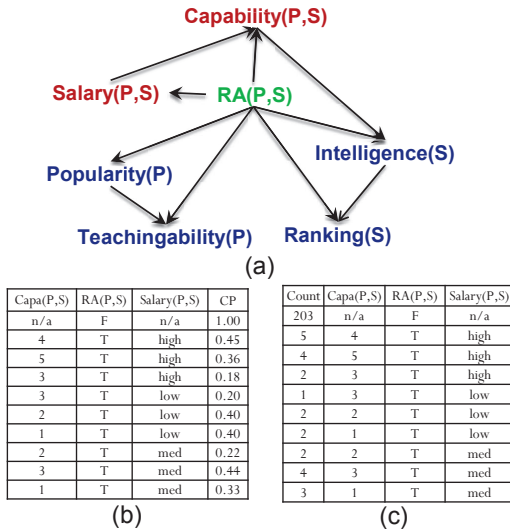 Capability(P,S)
Salary(P,S) RA(P,S)
Intelligence(S)
Popularity(P)
Teachingability(P) Ranking(S)
(a)
Capa(P,S) RA(P,S) Salary(P,S) CP
n/a F n/a 1.00
4 T high 0.45
5 T high 0.36
3 T high 0.18
3 T low 0.20
2 T low 0.40
1 T low 0.40
2 T med 0.22
3 T med 0.44
1 T med 0.33
(b)
Count Capa(P,S) RA(P,S) Salary(P,S)
203 n/a F n/a
5 4 T high
4 5 T high
2 3 T high
1 3 T low
2 2 T low
2 1 T low
2 2 T med
4 3 T med
3 1 T med
(c)